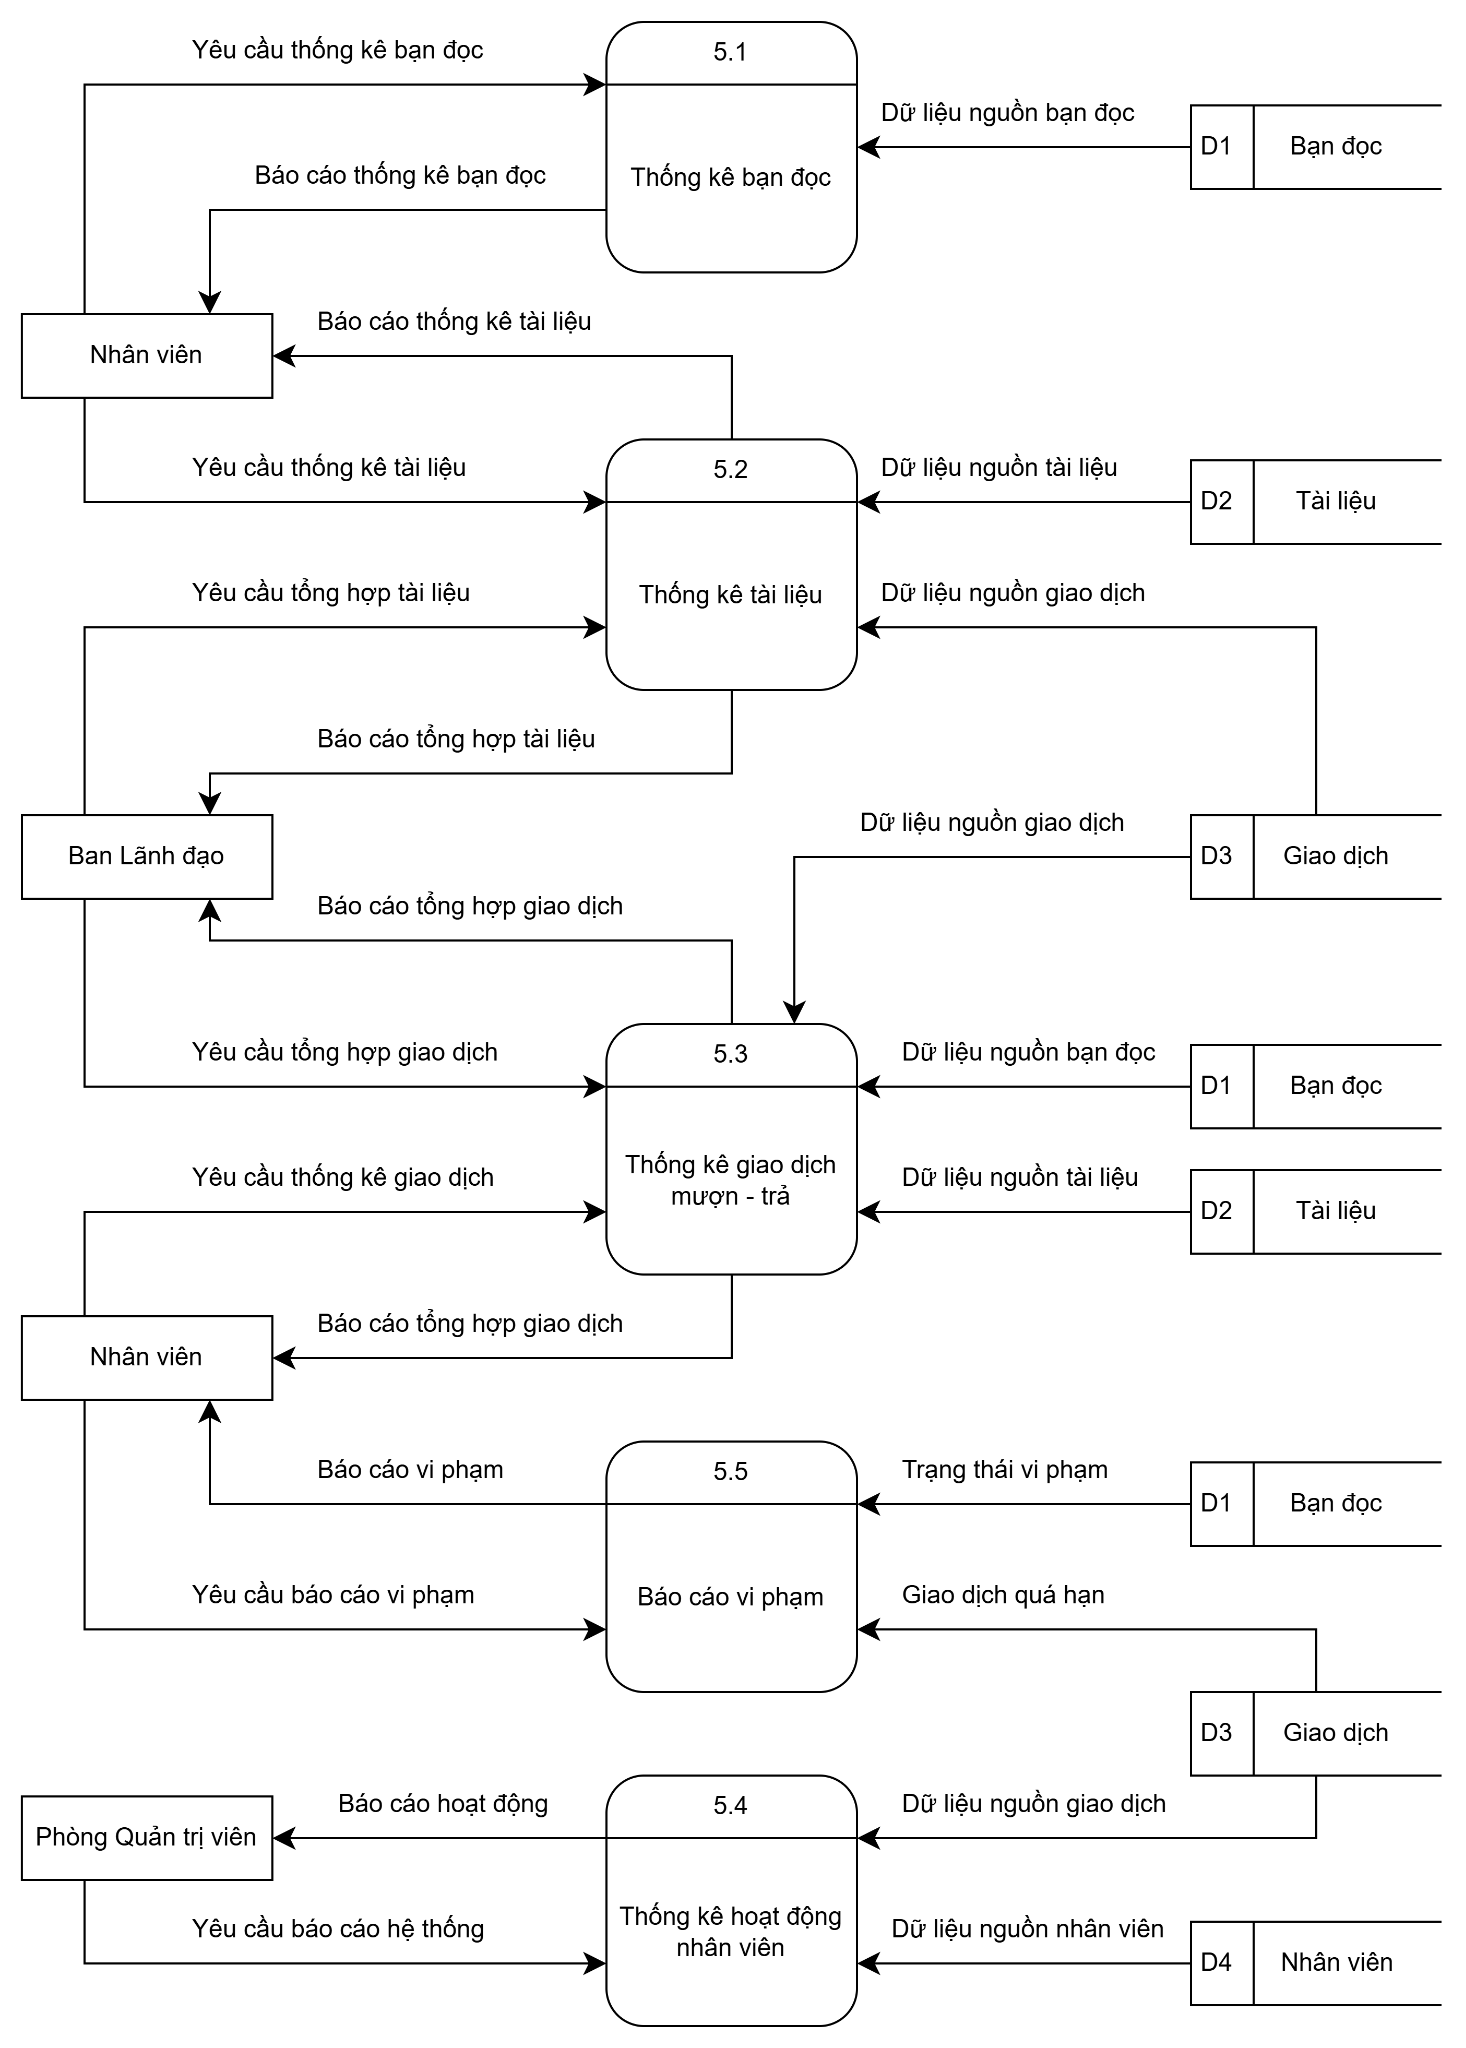 Yêu cầu thống kê bạn đọc
5.1
Dữ liệu nguồn bạn đọc
D1
Bạn đọc
Báo cáo thống kê bạn đọc
Thống kê bạn đọc
Báo cáo thống kê tài liệu
Nhân viên
Yêu cầu thống kê tài liệu
5.2
Dữ liệu nguồn tài liệu
D2
Tài liệu
Yêu cầu tổng hợp tài liệu
Thống kê tài liệu
Dữ liệu nguồn giao dịch
Báo cáo tổng hợp tài liệu
Dữ liệu nguồn giao dịch
Ban Lãnh đạo
D3
Giao dịch
Báo cáo tổng hợp giao dịch
Yêu cầu tổng hợp giao dịch
5.3
Dữ liệu nguồn bạn đọc
D1
Bạn đọc
Yêu cầu thống kê giao dịch
Thống kê giao dịch
mượn - trả
Dữ liệu nguồn tài liệu
D2
Tài liệu
Báo cáo tổng hợp giao dịch
Nhân viên
Báo cáo vi phạm
5.5
Trạng thái vi phạm
D1
Bạn đọc
Yêu cầu báo cáo vi phạm
Báo cáo vi phạm
Giao dịch quá hạn
D3
Giao dịch
Báo cáo hoạt động
5.4
Dữ liệu nguồn giao dịch
Phòng Quản trị viên
Yêu cầu báo cáo hệ thống
Thống kê hoạt động
nhân viên
Dữ liệu nguồn nhân viên
D4
Nhân viên